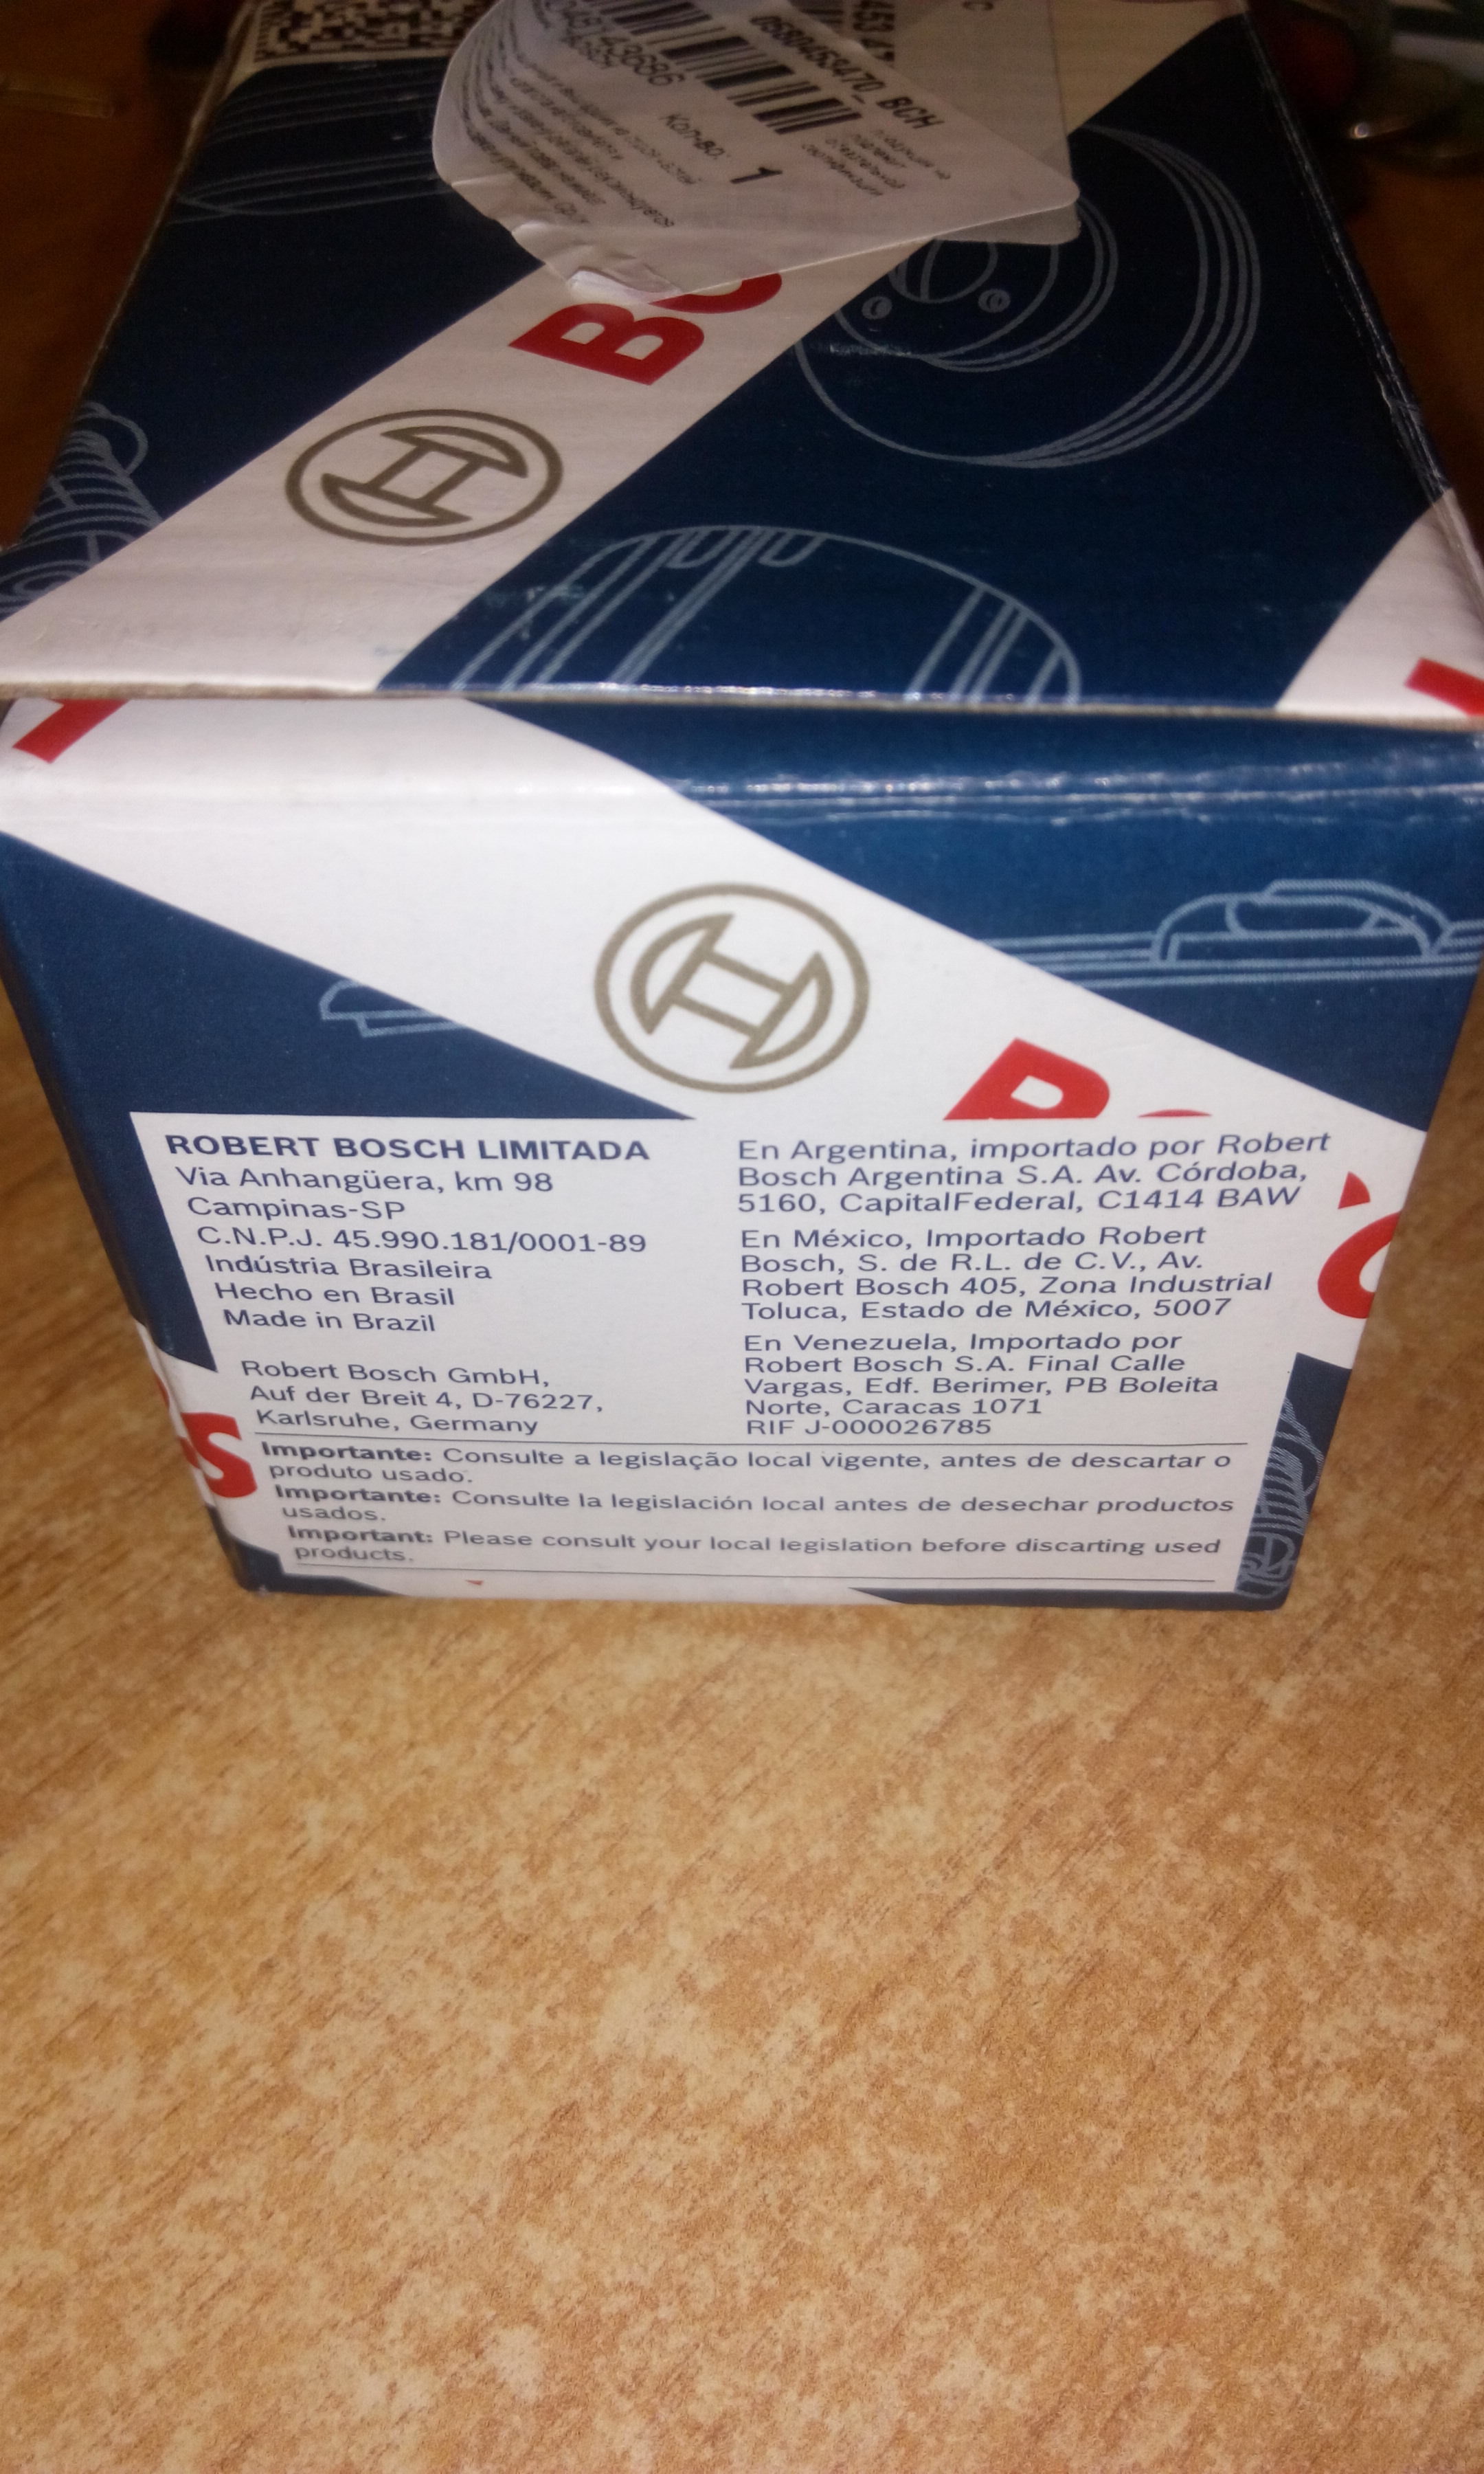 0580453470_BCH
453 47
C
43686
Кол-во: 1
BO
ROBERT BOSCH LIMITADA
Via Anhangüera, km 98
Campinas-SP
C.N.P.J. 45.990.181/0001-89
Indústria Brasileira
Hecho en Brasil
Made in Brazil
Robert Bosch GmbH,
Auf der Breit 4, D-76227,
Karlsruhe, Germany
En Argentina, importado por Robert
Bosch Argentina S.A. Av. Córdoba,
5160, CapitalFederal, C1414 BAW
En México, Importado Robert
Bosch, S. de R.L. de C.V., Av.
Robert Bosch 405, Zona Industrial
Toluca, Estado de México, 5007
En Venezuela, Importado por
Robert Bosch S.A. Final Calle
Vargas, Edf. Berimer, PB Boleita
Norte, Caracas 1071
RIF J-000026785
S
Importante: Consulte a legislação local vigente, antes de descartar o
produto usado.
Importante: Consulte la legislación local antes de desechar productos
usados.
Important: Please consult your local legislation before discarting used
products.